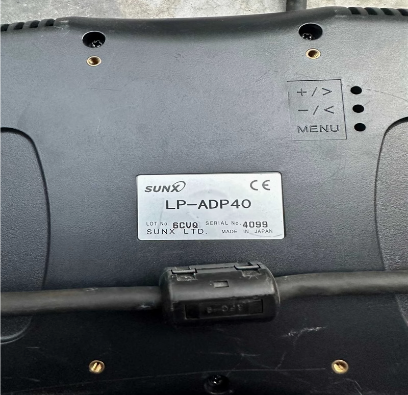 +/>
−/<
MENU
SUNX CE
LP-ADP40
LOT No. 6CV0 SERIAL No. 4099
SUNX LTD. MADE IN JAPAN